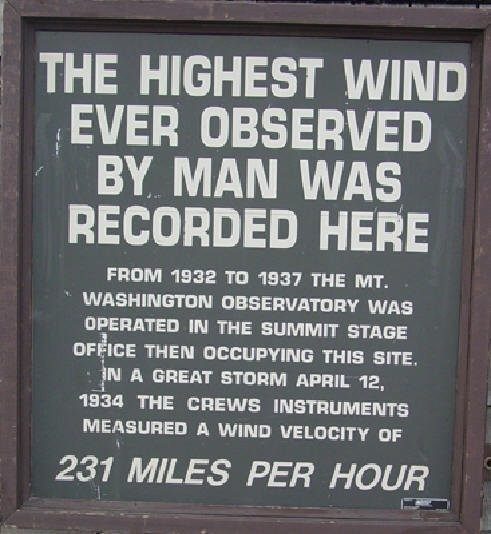 THE HIGHEST WIND
EVER OBSERVED
BY MAN WAS
RECORDED HERE
FROM 1932 TO 1937 THE MT.
WASHINGTON OBSERVATORY WAS
OPERATED IN THE SUMMIT STAGE
OFFICE THEN OCCUPYING THIS SITE.
IN A GREAT STORM APRIL 12,
1934 THE CREWS INSTRUMENTS
MEASURED A WIND VELOCITY OF
231 MILES PER HOUR